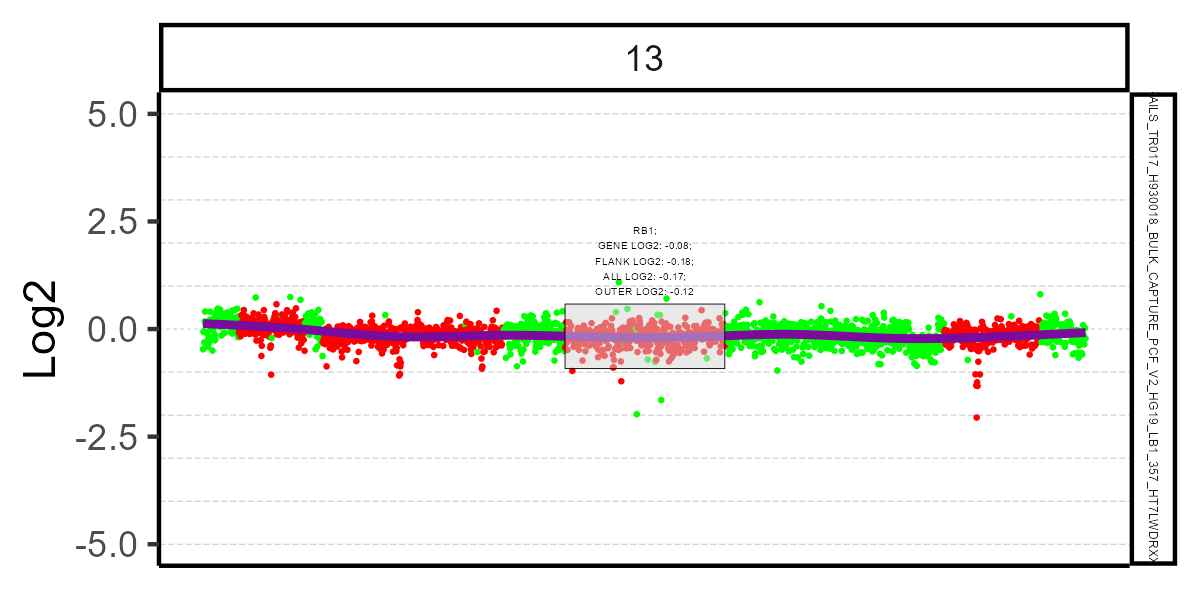 13
5.0
2.5
0.0
-2.5
-5.0
Log2
RB1;
GENE LOG2: -0.08;
FLANK LOG2: -0.18;
ALL LOG2: -0.17;
OUTER LOG2: -0.12
AILS_TR017_H930018_BULK_CAPTURE_PCF_V2_HG19_LB1_357_HT7LWDRXX